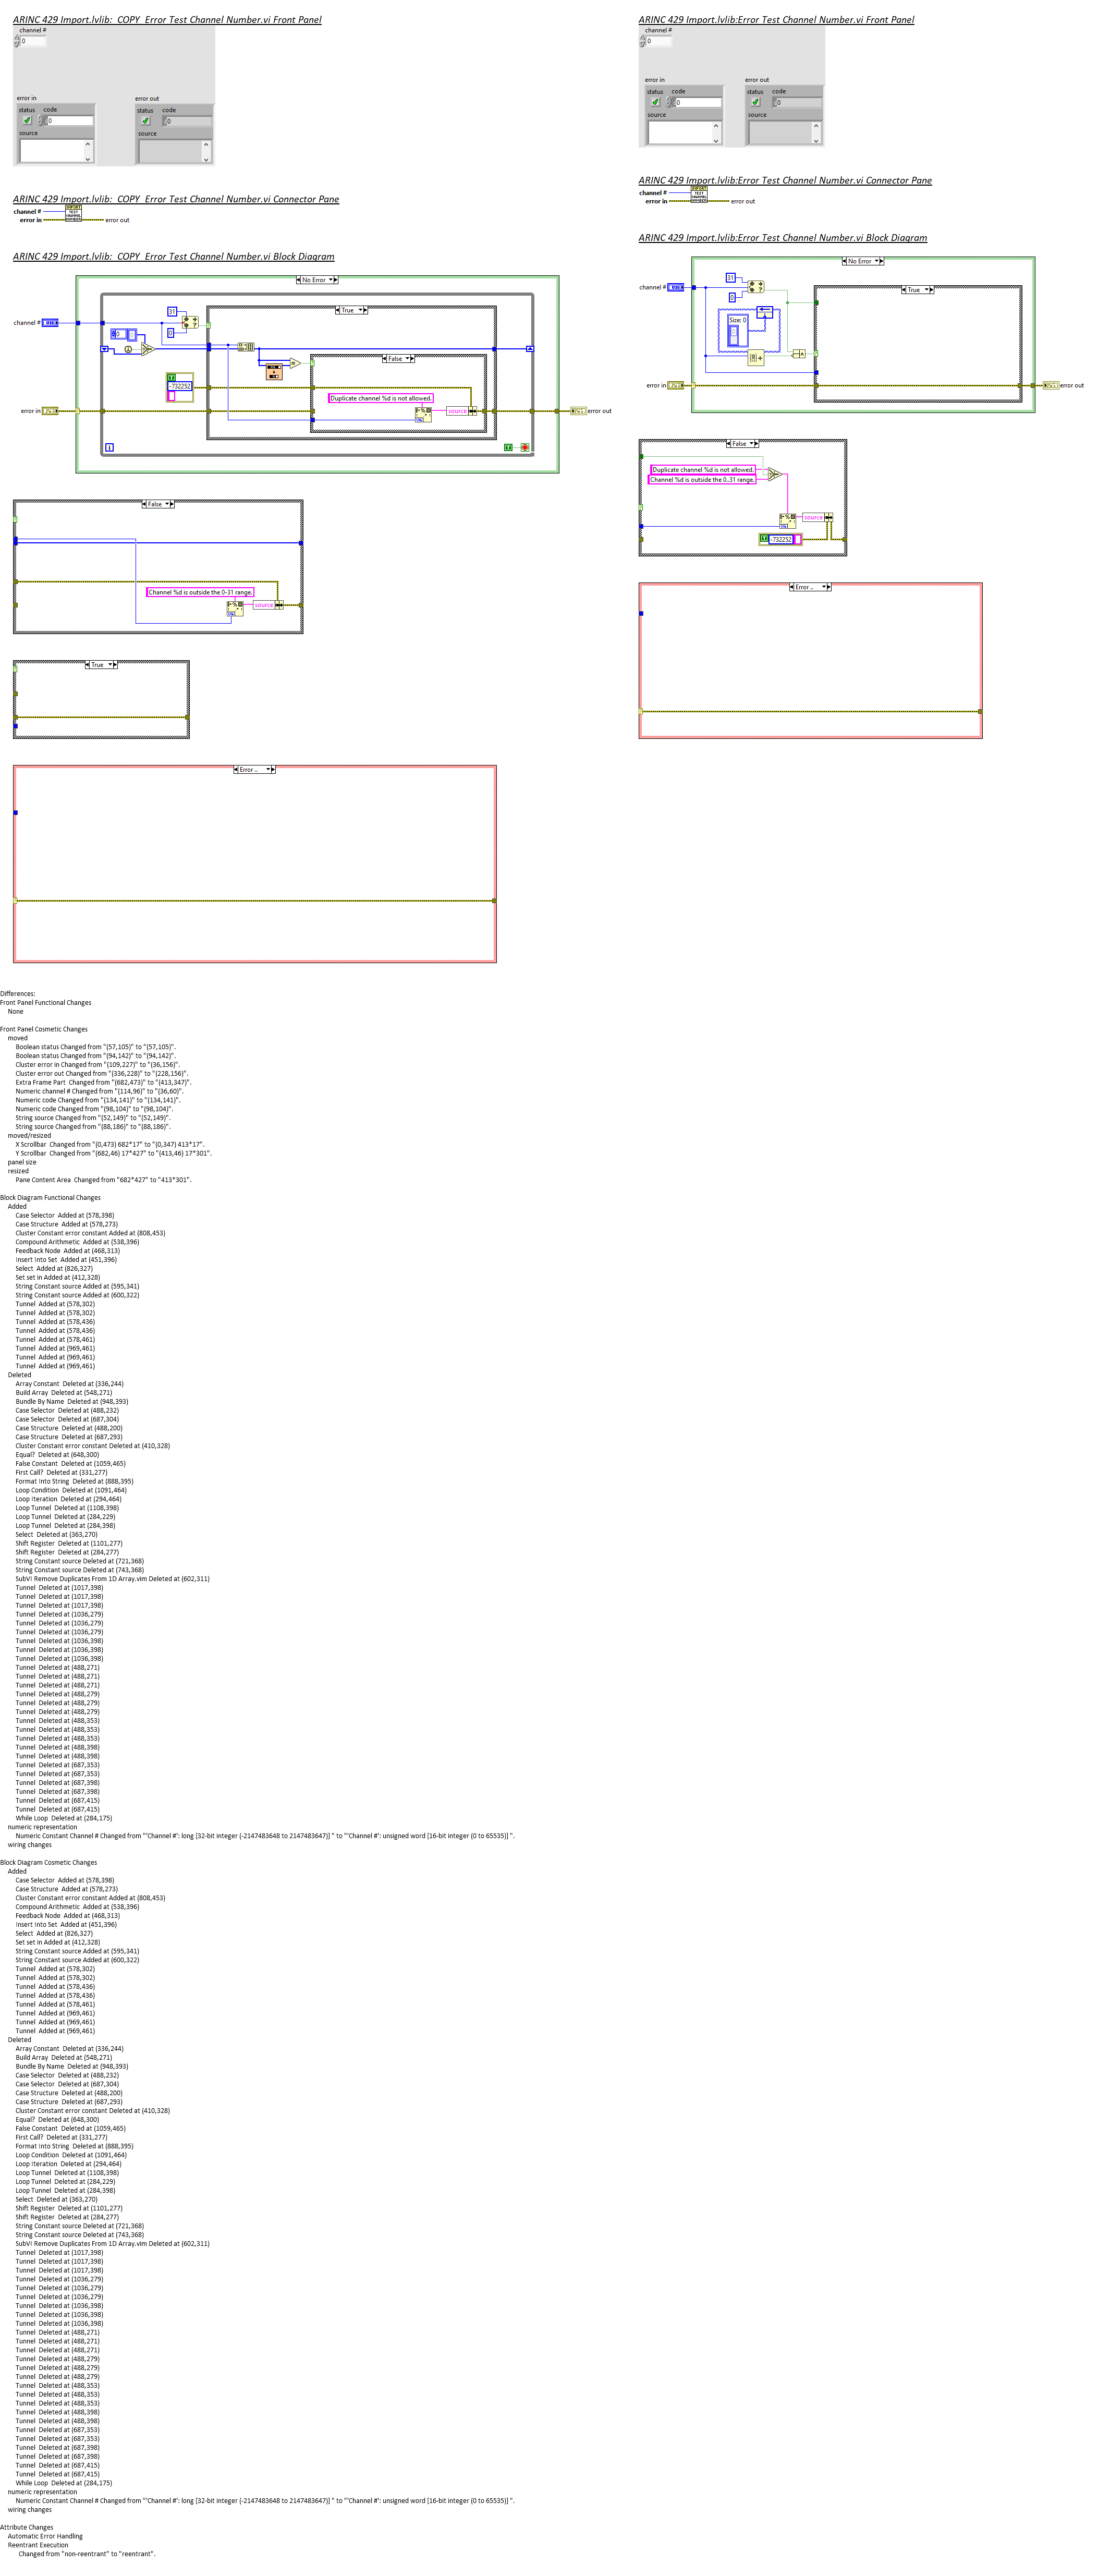 ARINC 429 Import.lvlib:  COPY  Error Test Channel Number.vi Front Panel
channel #
0
error in
status
code
0
source
error out
status
code
0
source
ARINC 429 Import.lvlib:  COPY  Error Test Channel Number.vi Connector Pane
channel #
error in
error out
ARINC 429 Import.lvlib:  COPY  Error Test Channel Number.vi Block Diagram
No Error
True
31
0
channel #
0
False
-732252
Duplicate channel %d is not allowed.
source
error in
error out
i
False
Channel %d is outside the 0-31 range.
source
True
Error ..
ARINC 429 Import.lvlib:Error Test Channel Number.vi Front Panel
channel #
0
error in
status
code
0
source
error out
status
code
0
source
ARINC 429 Import.lvlib:Error Test Channel Number.vi Connector Pane
channel #
error in
error out
ARINC 429 Import.lvlib:Error Test Channel Number.vi Block Diagram
No Error
31
channel #
0
True
Size: 0
error in
error out
False
Duplicate channel %d is not allowed.
Channel %d is outside the 0..31 range.
source
-732252
Error ..
Differences:
Front Panel Functional Changes
None
Front Panel Cosmetic Changes
moved
Boolean status Changed from "(57,105)" to "(57,105)".
Boolean status Changed from "(94,142)" to "(94,142)".
Cluster error in Changed from "(109,227)" to "(36,156)".
Cluster error out Changed from "(336,228)" to "(228,156)".
Extra Frame Part  Changed from "(682,473)" to "(413,347)".
Numeric channel # Changed from "(114,96)" to "(36,60)".
Numeric code Changed from "(134,141)" to "(134,141)".
Numeric code Changed from "(98,104)" to "(98,104)".
String source Changed from "(52,149)" to "(52,149)".
String source Changed from "(88,186)" to "(88,186)".
moved/resized
X Scrollbar  Changed from "(0,473) 682*17" to "(0,347) 413*17".
Y Scrollbar  Changed from "(682,46) 17*427" to "(413,46) 17*301".
panel size
resized
Pane Content Area  Changed from "682*427" to "413*301".
Block Diagram Functional Changes
Added
Case Selector  Added at (578,398)
Case Structure  Added at (578,273)
Cluster Constant error constant Added at (808,453)
Compound Arithmetic  Added at (538,396)
Feedback Node  Added at (468,313)
Insert Into Set  Added at (451,396)
Select  Added at (826,327)
Set set in Added at (412,328)
String Constant source Added at (595,341)
String Constant source Added at (600,322)
Tunnel  Added at (578,302)
Tunnel  Added at (578,302)
Tunnel  Added at (578,436)
Tunnel  Added at (578,436)
Tunnel  Added at (578,461)
Tunnel  Added at (969,461)
Tunnel  Added at (969,461)
Tunnel  Added at (969,461)
Deleted
Array Constant  Deleted at (336,244)
Build Array  Deleted at (548,271)
Bundle By Name  Deleted at (948,393)
Case Selector  Deleted at (488,232)
Case Selector  Deleted at (687,304)
Case Structure  Deleted at (488,200)
Case Structure  Deleted at (687,293)
Cluster Constant error constant Deleted at (410,328)
Equal?  Deleted at (648,300)
False Constant  Deleted at (1059,465)
First Call?  Deleted at (331,277)
Format Into String  Deleted at (888,395)
Loop Condition  Deleted at (1091,464)
Loop Iteration  Deleted at (294,464)
Loop Tunnel  Deleted at (1108,398)
Loop Tunnel  Deleted at (284,229)
Loop Tunnel  Deleted at (284,398)
Select  Deleted at (363,270)
Shift Register  Deleted at (1101,277)
Shift Register  Deleted at (284,277)
String Constant source Deleted at (721,368)
String Constant source Deleted at (743,368)
SubVI Remove Duplicates From 1D Array.vim Deleted at (602,311)
Tunnel  Deleted at (1017,398)
Tunnel  Deleted at (1017,398)
Tunnel  Deleted at (1017,398)
Tunnel  Deleted at (1036,279)
Tunnel  Deleted at (1036,279)
Tunnel  Deleted at (1036,279)
Tunnel  Deleted at (1036,398)
Tunnel  Deleted at (1036,398)
Tunnel  Deleted at (1036,398)
Tunnel  Deleted at (488,271)
Tunnel  Deleted at (488,271)
Tunnel  Deleted at (488,271)
Tunnel  Deleted at (488,279)
Tunnel  Deleted at (488,279)
Tunnel  Deleted at (488,279)
Tunnel  Deleted at (488,353)
Tunnel  Deleted at (488,353)
Tunnel  Deleted at (488,353)
Tunnel  Deleted at (488,398)
Tunnel  Deleted at (488,398)
Tunnel  Deleted at (687,353)
Tunnel  Deleted at (687,353)
Tunnel  Deleted at (687,398)
Tunnel  Deleted at (687,398)
Tunnel  Deleted at (687,415)
Tunnel  Deleted at (687,415)
While Loop  Deleted at (284,175)
numeric representation
Numeric Constant Channel # Changed from "'Channel #': long [32-bit integer (-2147483648 to 2147483647)] " to "'Channel #': unsigned word [16-bit integer (0 to 65535)] ".
wiring changes
Block Diagram Cosmetic Changes
Added
Case Selector  Added at (578,398)
Case Structure  Added at (578,273)
Cluster Constant error constant Added at (808,453)
Compound Arithmetic  Added at (538,396)
Feedback Node  Added at (468,313)
Insert Into Set  Added at (451,396)
Select  Added at (826,327)
Set set in Added at (412,328)
String Constant source Added at (595,341)
String Constant source Added at (600,322)
Tunnel  Added at (578,302)
Tunnel  Added at (578,302)
Tunnel  Added at (578,436)
Tunnel  Added at (578,436)
Tunnel  Added at (578,461)
Tunnel  Added at (969,461)
Tunnel  Added at (969,461)
Tunnel  Added at (969,461)
Deleted
Array Constant  Deleted at (336,244)
Build Array  Deleted at (548,271)
Bundle By Name  Deleted at (948,393)
Case Selector  Deleted at (488,232)
Case Selector  Deleted at (687,304)
Case Structure  Deleted at (488,200)
Case Structure  Deleted at (687,293)
Cluster Constant error constant Deleted at (410,328)
Equal?  Deleted at (648,300)
False Constant  Deleted at (1059,465)
First Call?  Deleted at (331,277)
Format Into String  Deleted at (888,395)
Loop Condition  Deleted at (1091,464)
Loop Iteration  Deleted at (294,464)
Loop Tunnel  Deleted at (1108,398)
Loop Tunnel  Deleted at (284,229)
Loop Tunnel  Deleted at (284,398)
Select  Deleted at (363,270)
Shift Register  Deleted at (1101,277)
Shift Register  Deleted at (284,277)
String Constant source Deleted at (721,368)
String Constant source Deleted at (743,368)
SubVI Remove Duplicates From 1D Array.vim Deleted at (602,311)
Tunnel  Deleted at (1017,398)
Tunnel  Deleted at (1017,398)
Tunnel  Deleted at (1017,398)
Tunnel  Deleted at (1036,279)
Tunnel  Deleted at (1036,279)
Tunnel  Deleted at (1036,279)
Tunnel  Deleted at (1036,398)
Tunnel  Deleted at (1036,398)
Tunnel  Deleted at (1036,398)
Tunnel  Deleted at (488,271)
Tunnel  Deleted at (488,271)
Tunnel  Deleted at (488,271)
Tunnel  Deleted at (488,279)
Tunnel  Deleted at (488,279)
Tunnel  Deleted at (488,279)
Tunnel  Deleted at (488,353)
Tunnel  Deleted at (488,353)
Tunnel  Deleted at (488,353)
Tunnel  Deleted at (488,398)
Tunnel  Deleted at (488,398)
Tunnel  Deleted at (687,353)
Tunnel  Deleted at (687,353)
Tunnel  Deleted at (687,398)
Tunnel  Deleted at (687,398)
Tunnel  Deleted at (687,415)
Tunnel  Deleted at (687,415)
While Loop  Deleted at (284,175)
numeric representation
Numeric Constant Channel # Changed from "'Channel #': long [32-bit integer (-2147483648 to 2147483647)] " to "'Channel #': unsigned word [16-bit integer (0 to 65535)] ".
wiring changes
Attribute Changes
Automatic Error Handling
Reentrant Execution
Changed from "non-reentrant" to "reentrant".